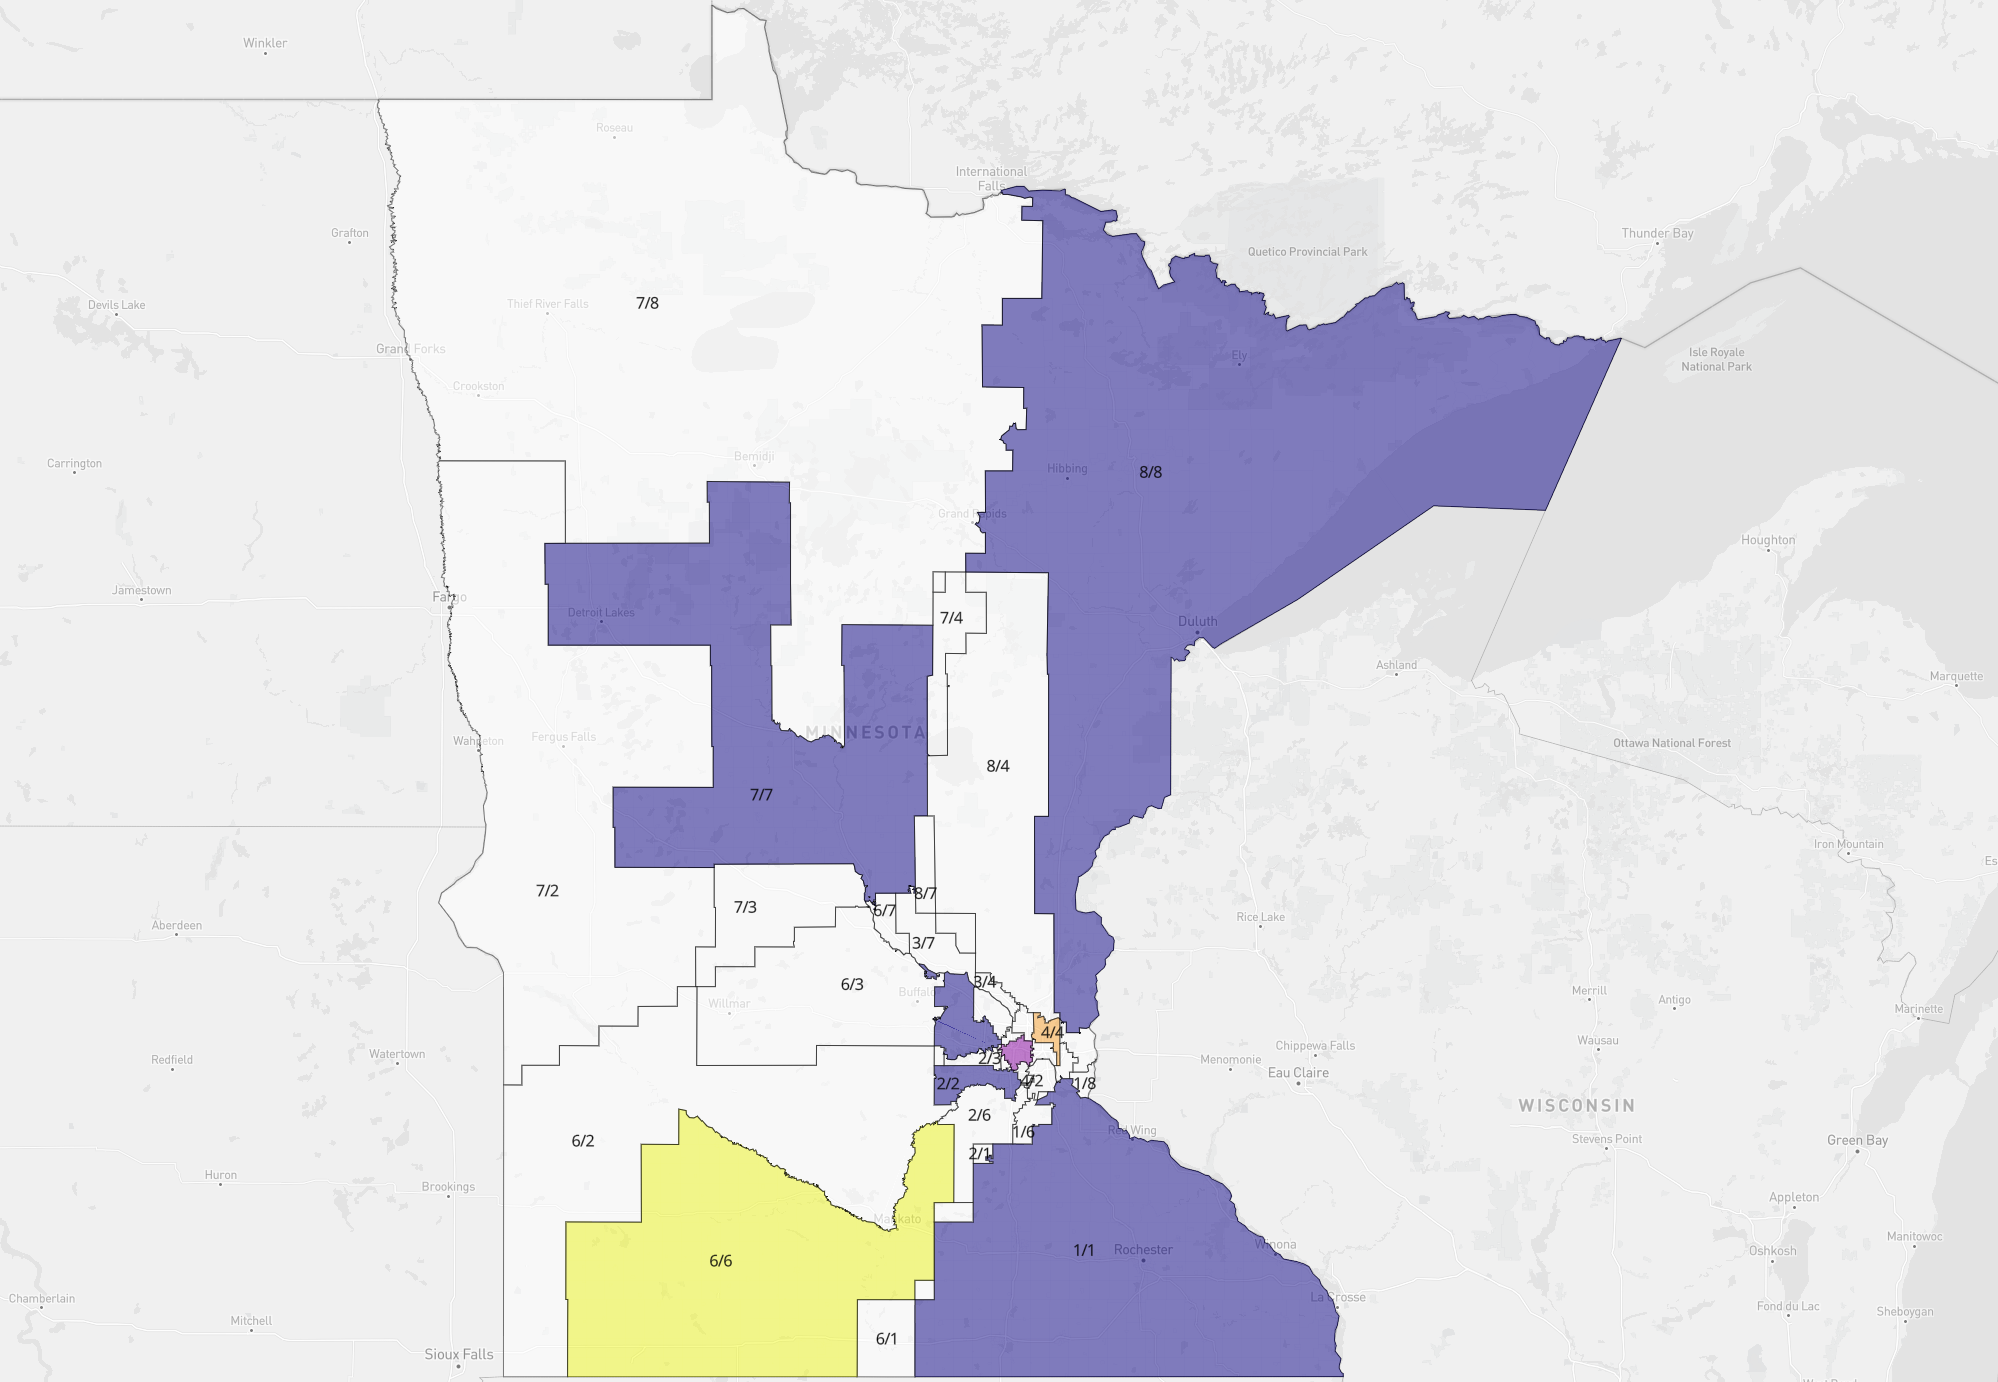 Winkler
Roseau
International
Falls
Thunder Bay
Grafton
Quetico Provincial Park
Devils Lake
Thief River Falls
7/8
Grand Forks
Isle Royale
National Park
Ely
Crookston
Carrington
Bemidji
Hibbing
8/8
Grand Rapids
Houghton
Jamestown
Fargo
Detroit Lakes
7/4
Duluth
Ashland
Marquette
Wahpeton
Fergus Falls
MINNESOTA
Ottawa National Forest
8/4
7/7
Iron Mountain
Es
7/2
7/3
6/7
8/7
Rice Lake
Aberdeen
3/7
6/3
3/4
Buffalo
Willmar
Merrill
Antigo
Marinette
4/4
Wausau
Redfield
Watertown
2/3
Menomonie
Chippewa Falls
Eau Claire
2/2
4/2
1/8
WISCONSIN
2/6
6/2
1/6
Red Wing
Stevens Point
Green Bay
2/1
Huron
Brookings
Appleton
Mankato
Manitowoc
6/6
1/1
Rochester
Winona
Oshkosh
Chamberlain
La Crosse
Fond du Lac
Sheboygan
Mitchell
6/1
Sioux Falls